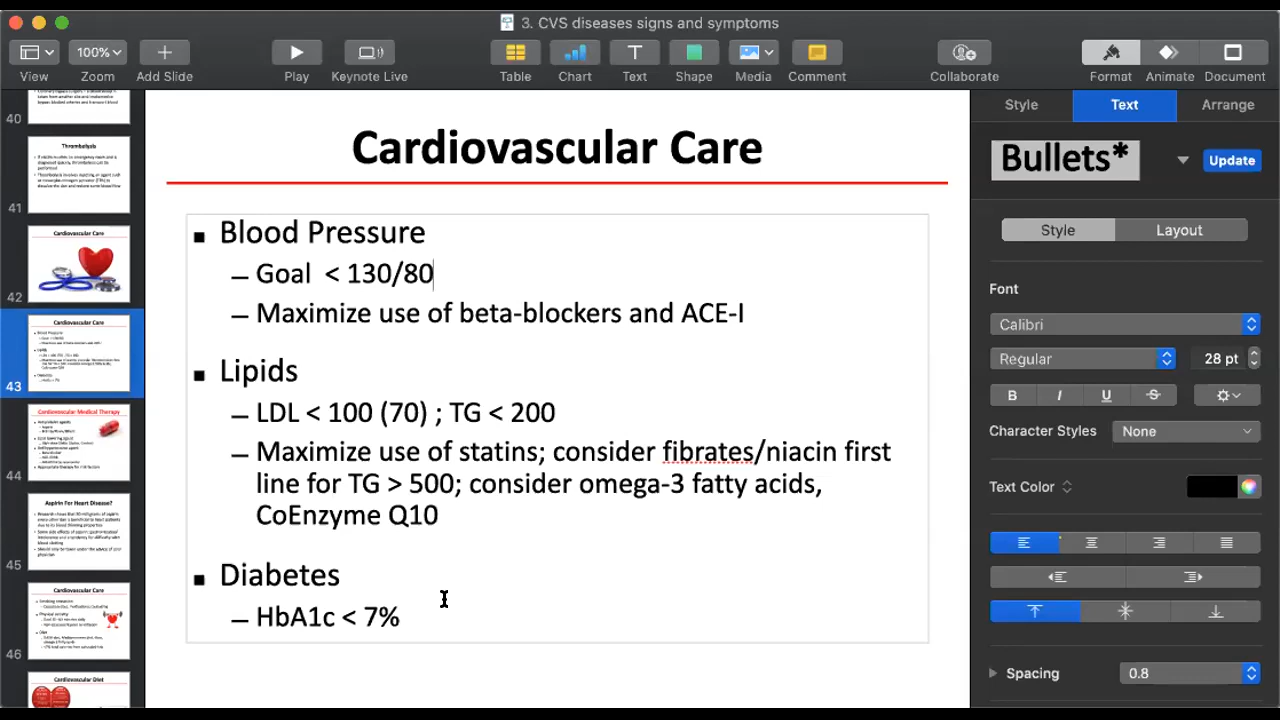 3. CVS diseases signs and symptoms
100%
View
Zoom
Add Slide
Play
Keynote Live
Table
Chart
Text
Shape
Media
Comment
Collaborate
Format
Animate
Document
40
Thrombolysis
41
Cardiovascular Care
42
Cardiovascular Care
43
Cardiovascular Medical Therapy
44
Aspirin For Heart Disease?
45
Cardiovascular Care
46
Cardiovascular Diet
Cardiovascular Care
■ Blood Pressure
– Goal < 130/80
– Maximize use of beta-blockers and ACE-I
■ Lipids
– LDL < 100 (70) ; TG < 200
– Maximize use of statins; consider fibrates/niacin first
line for TG > 500; consider omega-3 fatty acids,
CoEnzyme Q10
■ Diabetes
– HbA1c < 7%
Style
Text
Arrange
Bullets*
Update
Style
Layout
Font
Calibri
Regular
28 pt
B I U S
Character Styles
None
Text Color
Spacing
0.8